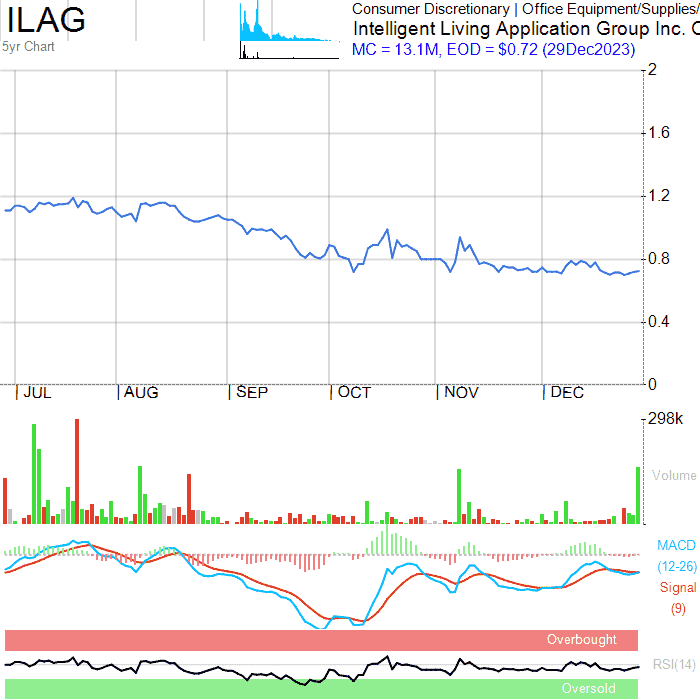 ILAG
5yr Chart
Consumer Discretionary | Office Equipment/Supplies/
Intelligent Living Application Group Inc.
MC = 13.1M, EOD = $0.72 (29Dec2023)
2
1.6
1.2
0.8
0.4
0
JUL AUG SEP OCT NOV DEC
298k
Volume
MACD
(12-26)
Signal
(9)
Overbought
RSI(14)
Oversold